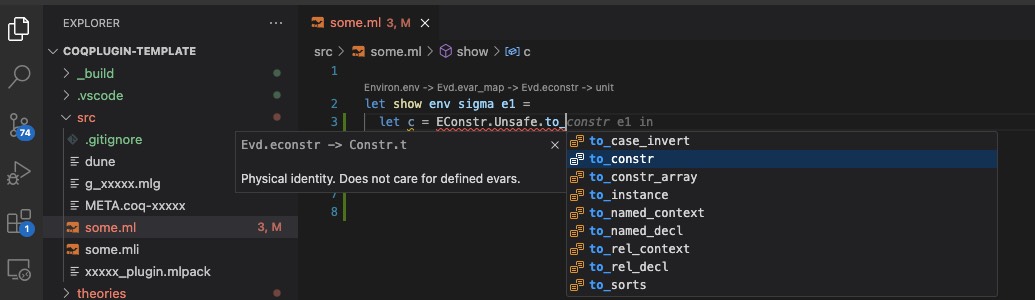 EXPLORER
···
COQPLUGIN-TEMPLATE
_build
.vscode
src
.gitignore
dune
g_xxxxx.mlg
META.coq-xxxxx
some.ml 3, M
some.mli
xxxxx_plugin.mlpack
theories
74
1
some.ml 3, M
src > some.ml > show > c
1
Environ.env -> Evd.evar_map -> Evd.econstr -> unit
2 let show env sigma e1 =
3 let c = EConstr.Unsafe.to_constr e1 in
Evd.econstr -> Constr.t
Physical identity. Does not care for defined evars.
7
8
to_case_invert
to_constr
to_constr_array
to_instance
to_named_context
to_named_decl
to_rel_context
to_rel_decl
to_sorts